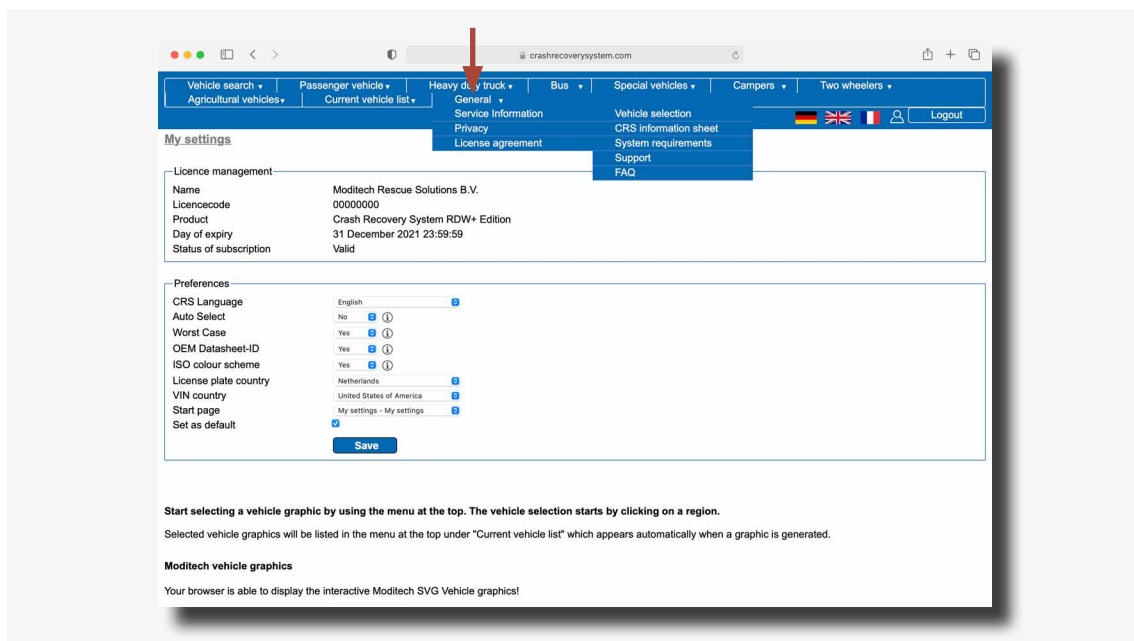 crashrecoverysystem.com
Vehicle search Passenger vehicle Heavy duty truck Bus Special vehicles Campers Two wheelers
Agricultural vehicles Current vehicle list General
Service Information Vehicle selection
Logout
Privacy CRS information sheet
My settings
License agreement System requirements
Support
FAQ
Licence management
Name Moditech Rescue Solutions B.V.
Licencecode 00000000
Product Crash Recovery System RDW+ Edition
Day of expiry 31 December 2021 23:59:59
Status of subscription Valid
Preferences
CRS Language English
Auto Select No
Worst Case Yes
OEM Datasheet-ID Yes
ISO colour scheme Yes
License plate country Netherlands
VIN country United States of America
Start page My settings - My settings
Set as default
Save
Start selecting a vehicle graphic by using the menu at the top. The vehicle selection starts by clicking on a region.
Selected vehicle graphics will be listed in the menu at the top under "Current vehicle list" which appears automatically when a graphic is generated.
Moditech vehicle graphics
Your browser is able to display the interactive Moditech SVG Vehicle graphics!